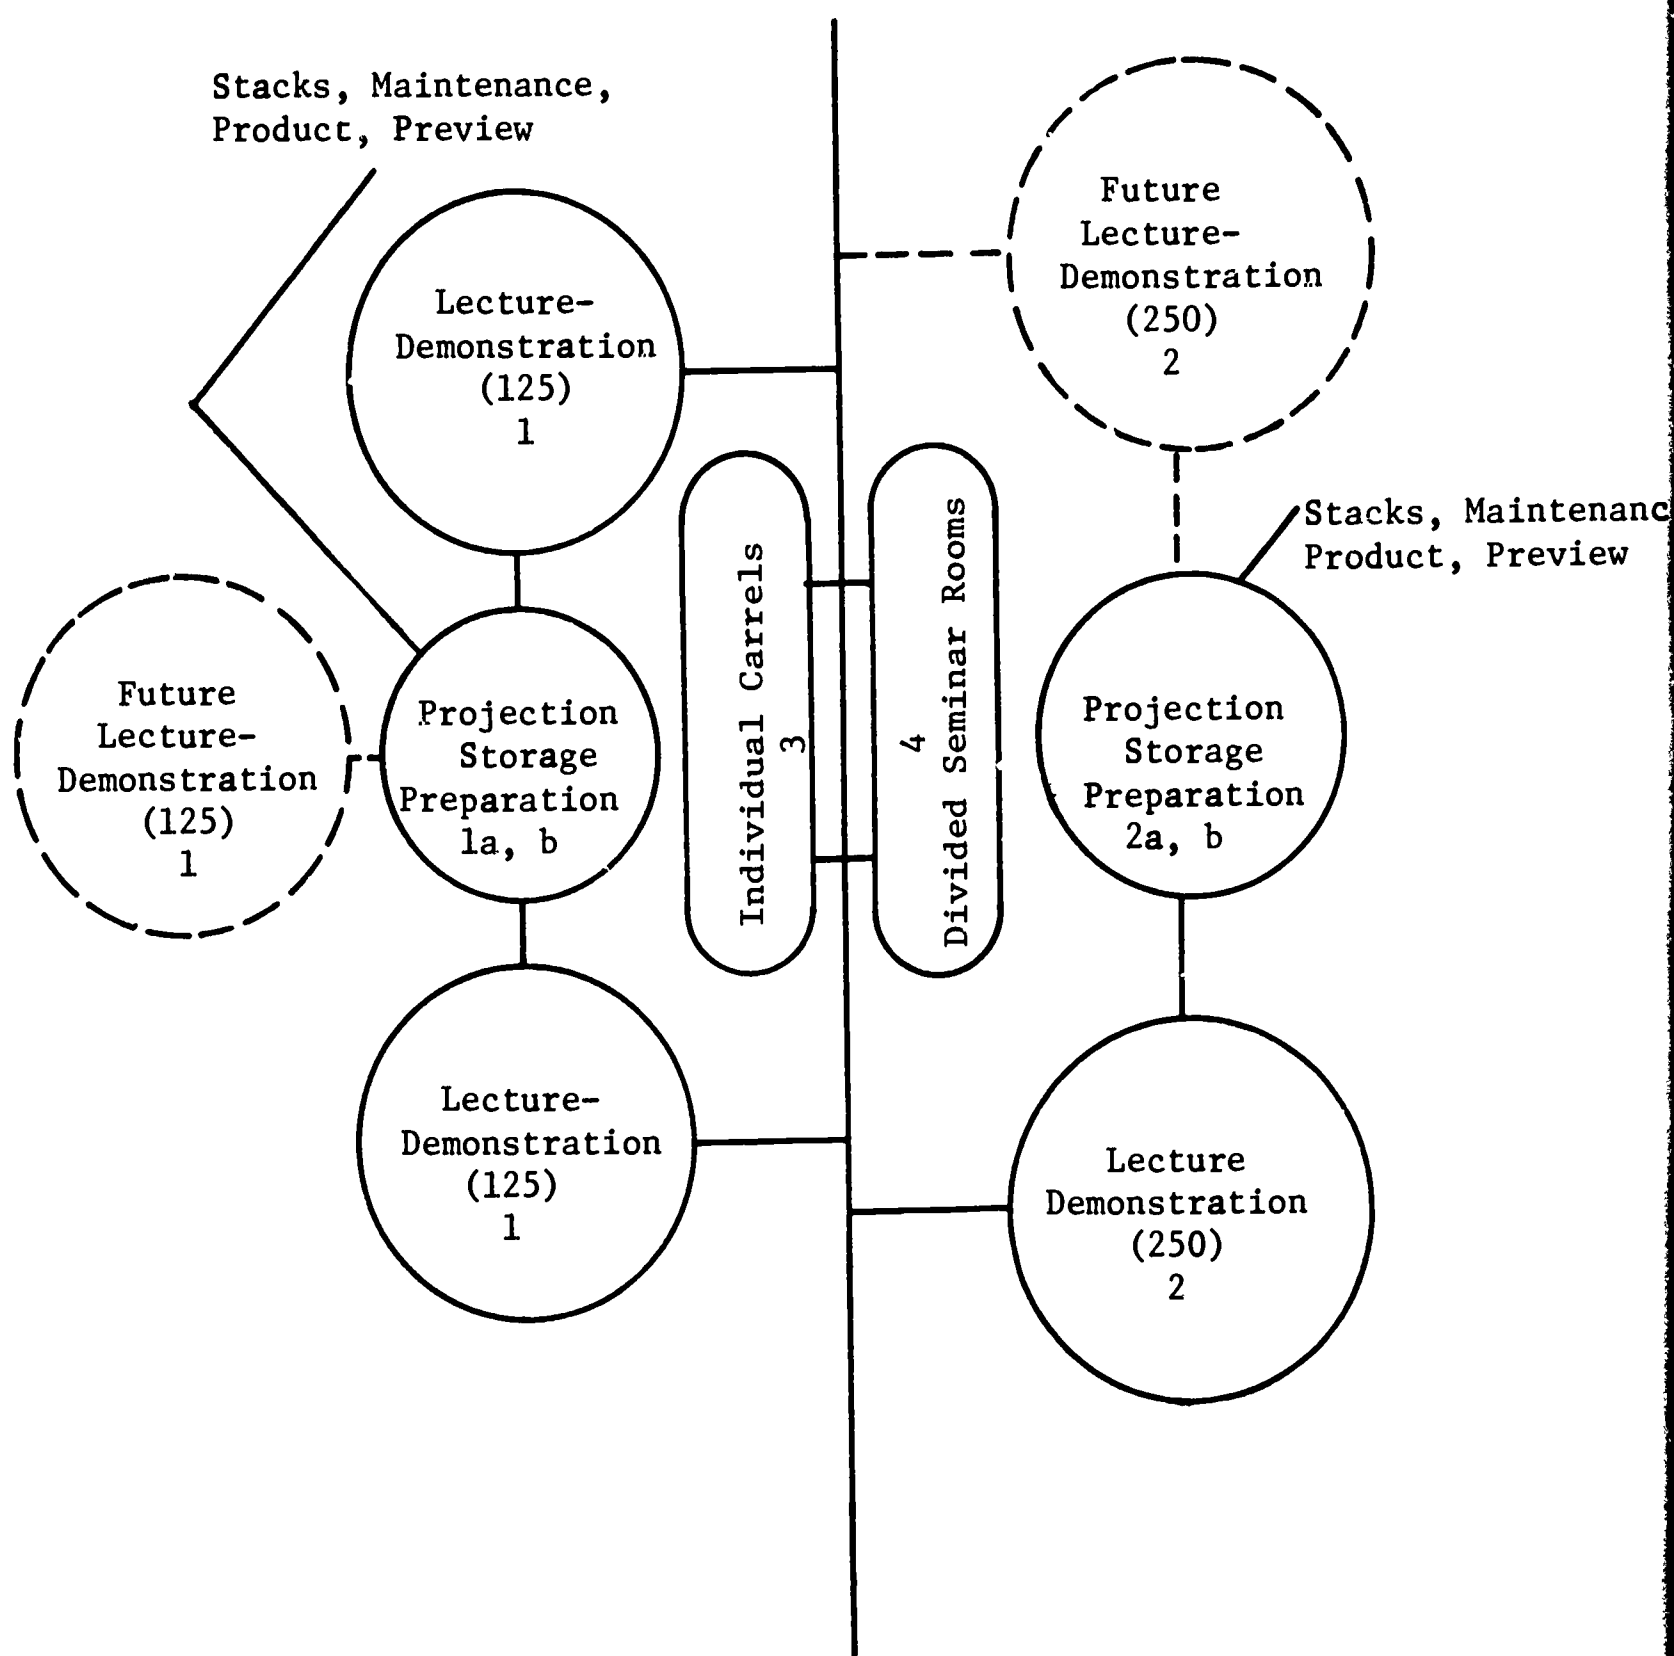 Stacks, Maintenance,
Product, Preview
Future
Lecture-
Demonstration
(250)
2
Lecture-
Demonstration
(125)
1
Stacks, Maintenanc
Product, Preview
Individual Carrels
3
Divided Seminar Rooms
4
Future
Lecture-
Demonstration
(125)
1
Projection
Storage
Preparation
1a, b
Projection
Storage
Preparation
2a, b
Lecture-
Demonstration
(125)
1
Lecture
Demonstration
(250)
2